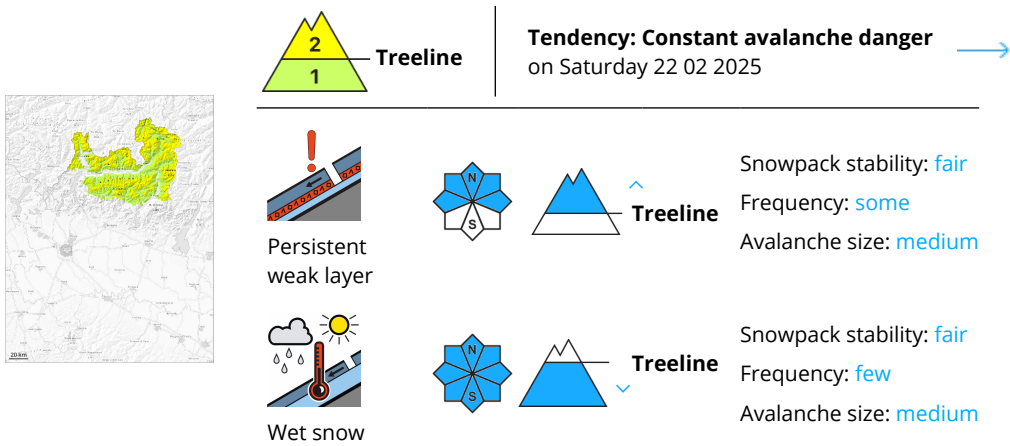 2
Treeline
1
Tendency: Constant avalanche danger
on Saturday 22 02 2025
N
S
Treeline
Snowpack stability: fair
Frequency: some
Avalanche size: medium
Persistent
weak layer
20 km
N
S
Treeline
Snowpack stability: fair
Frequency: few
Avalanche size: medium
Wet snow